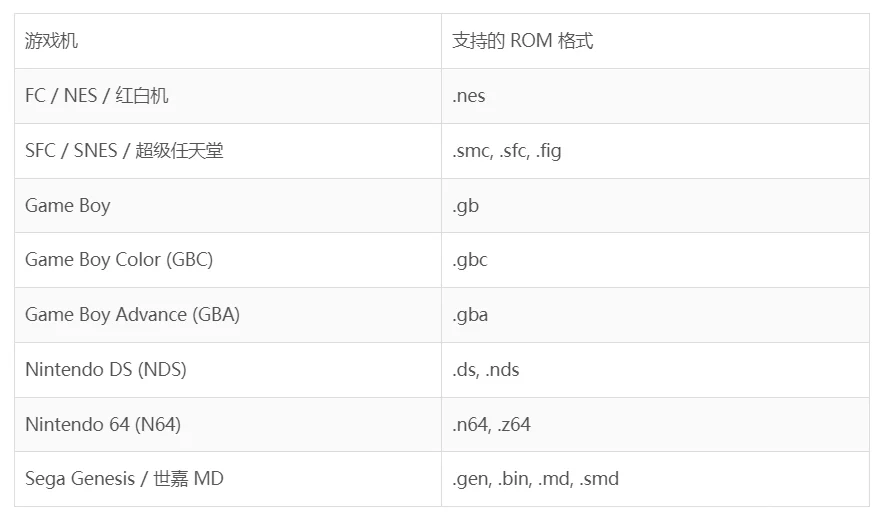 游戏机 支持的 ROM 格式
FC / NES / 红白机 .nes
SFC / SNES / 超级任天堂 .smc, .sfc, .fig
Game Boy .gb
Game Boy Color (GBC) .gbc
Game Boy Advance (GBA) .gba
Nintendo DS (NDS) .ds, .nds
Nintendo 64 (N64) .n64, .z64
Sega Genesis / 世嘉 MD .gen, .bin, .md, .smd